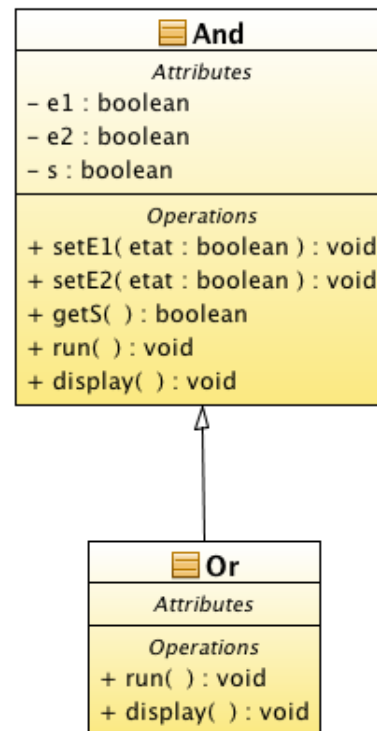 And
Attributes
– e1 : boolean
– e2 : boolean
– s : boolean
Operations
+ setE1( etat : boolean ) : void
+ setE2( etat : boolean ) : void
+ getS( ) : boolean
+ run( ) : void
+ display( ) : void
Or
Attributes
Operations
+ run( ) : void
+ display( ) : void